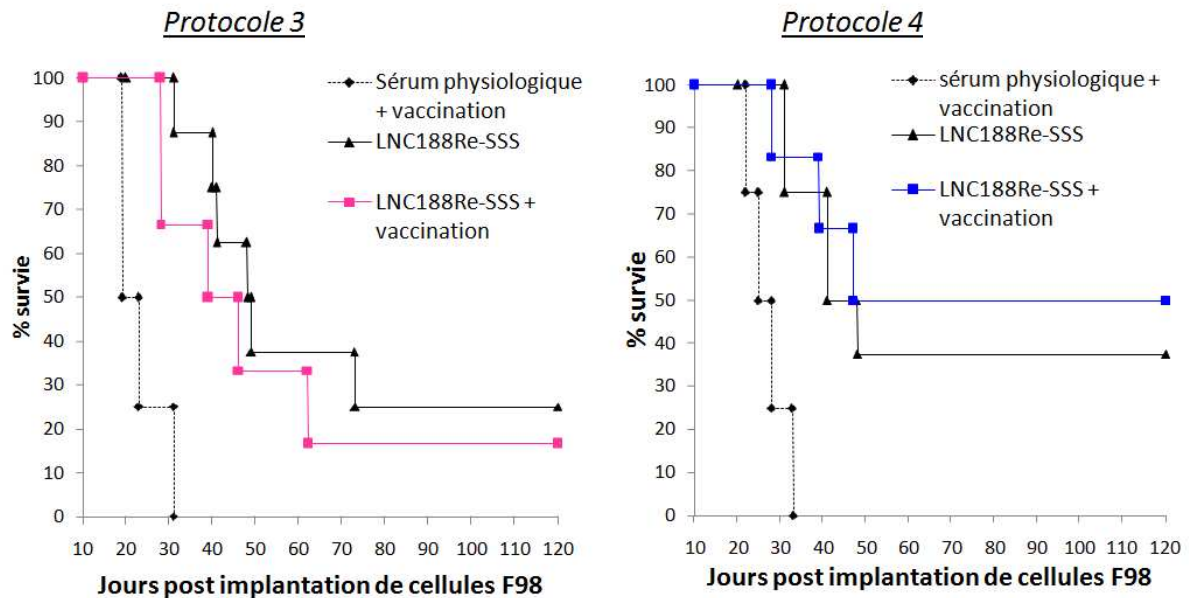 Protocole 3
Sérum physiologique
+ vaccination
LNC188Re-SSS
LNC188Re-SSS +
vaccination
% survie
100
90
80
70
60
50
40
30
20
10
0
10 20 30 40 50 60 70 80 90 100 110 120
Jours post implantation de cellules F98
Protocole 4
sérum physiologique +
vaccination
LNC188Re-SSS
LNC188Re-SSS +
vaccination
% survie
100
90
80
70
60
50
40
30
20
10
0
10 20 30 40 50 60 70 80 90 100 110 120
Jours post implantation de cellules F98